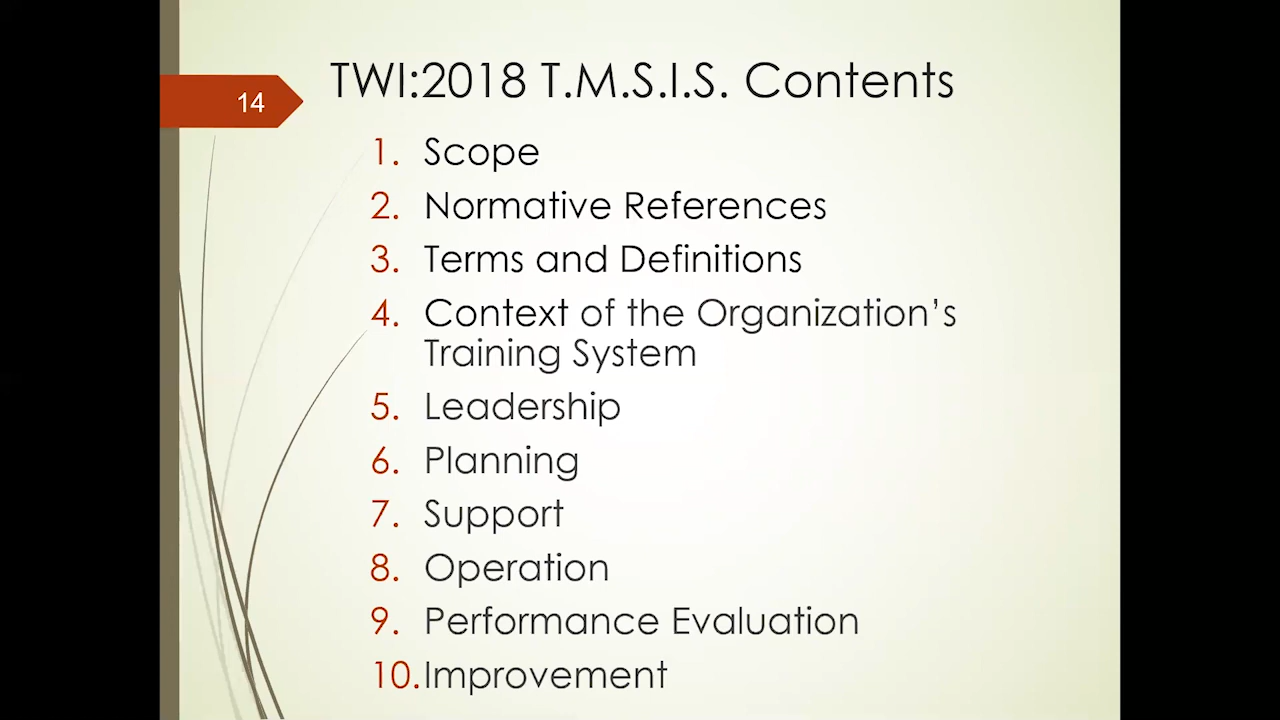 14
TWI:2018 T.M.S.I.S. Contents
1. Scope
2. Normative References
3. Terms and Definitions
4. Context of the Organization’s
Training System
5. Leadership
6. Planning
7. Support
8. Operation
9. Performance Evaluation
10. Improvement